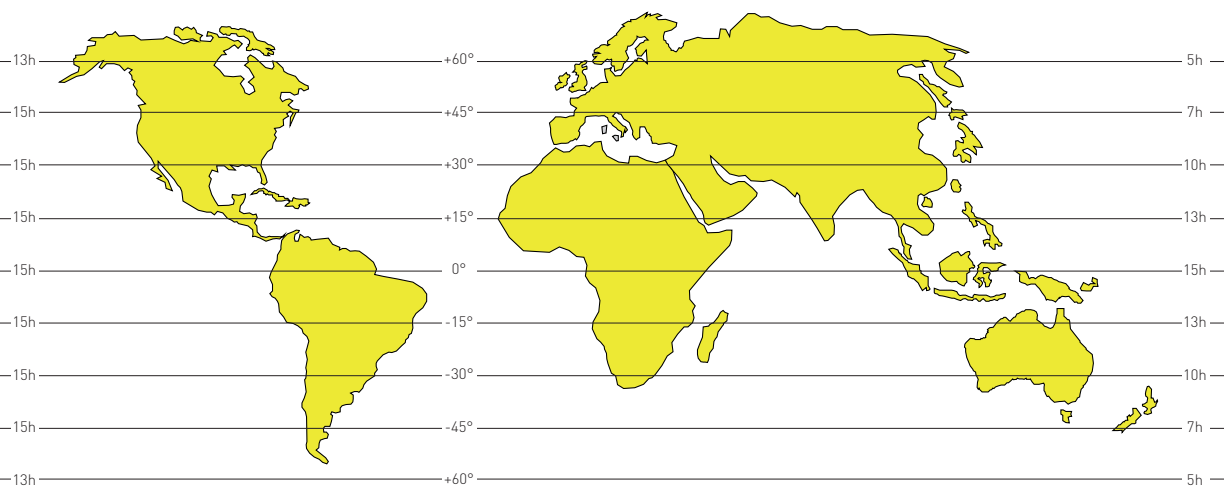 13h +60° 5h
15h +45° 7h
15h +30° 10h
15h +15° 13h
15h 0° 15h
15h -15° 13h
15h -30° 10h
15h -45° 7h
13h +60° 5h